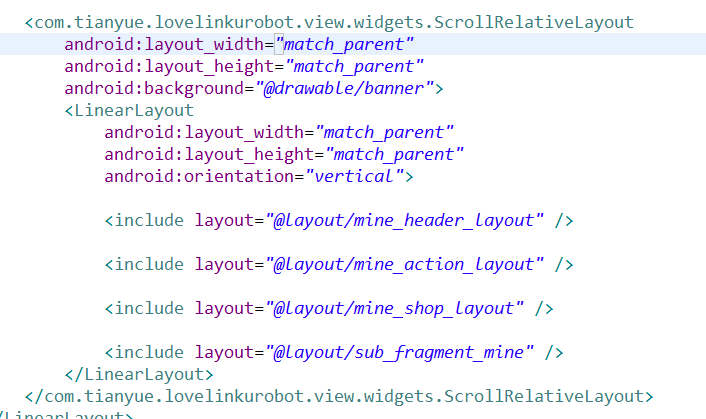 <com.tianyue.lovelinkurobot.view.widgets.ScrollRelativeLayout
android:layout_width="match_parent"
android:layout_height="match_parent"
android:background="@drawable/banner">
<LinearLayout
android:layout_width="match_parent"
android:layout_height="match_parent"
android:orientation="vertical">
<include layout="@layout/mine_header_layout" />
<include layout="@layout/mine_action_layout" />
<include layout="@layout/mine_shop_layout" />
<include layout="@layout/sub_fragment_mine" />
</LinearLayout>
</com.tianyue.lovelinkurobot.view.widgets.ScrollRelativeLayout>
/LinearLayout>